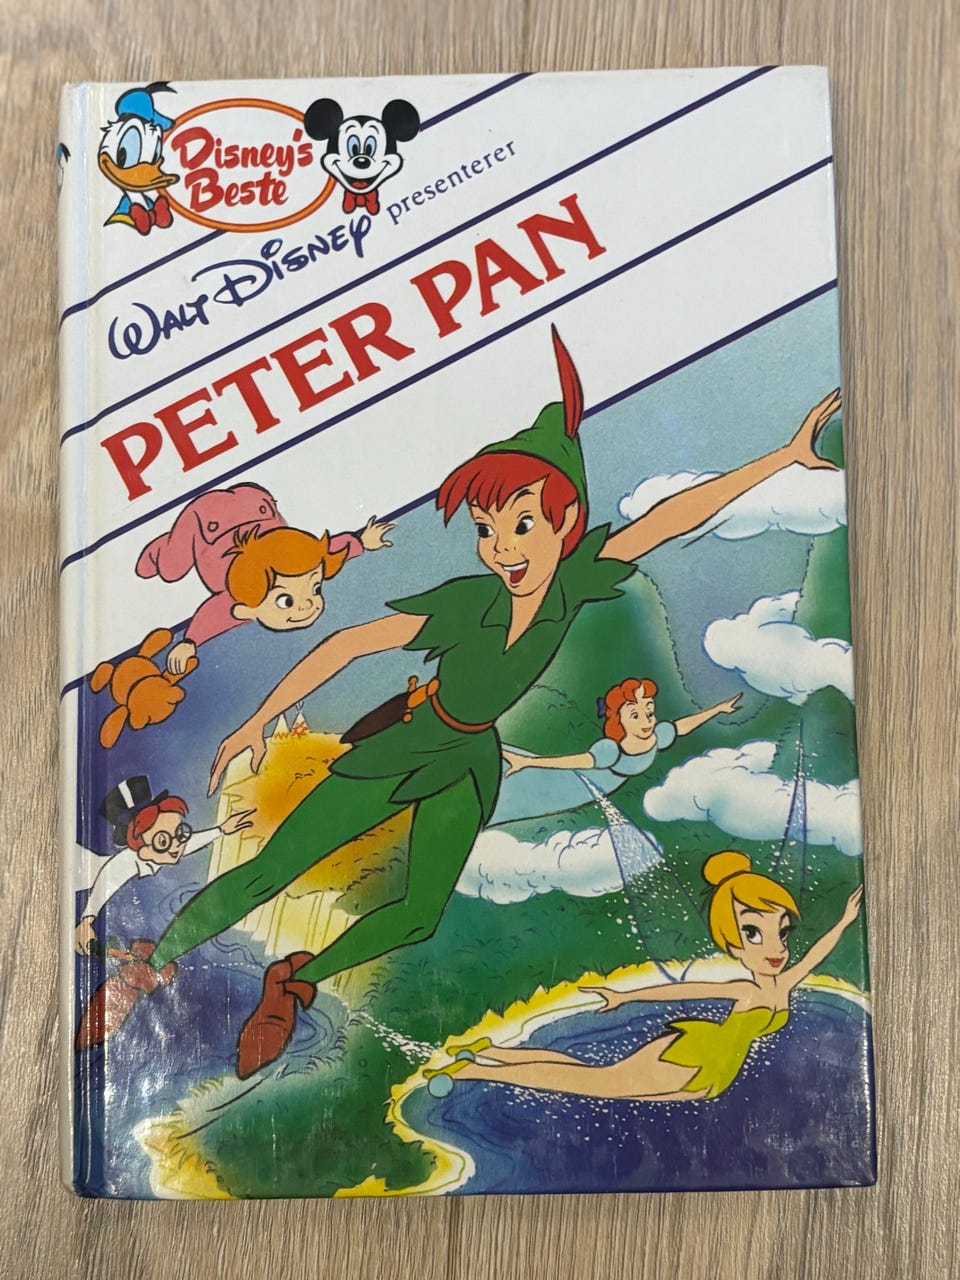 Disney's
Beste
WALT DISNEY presenterer
PETER PAN